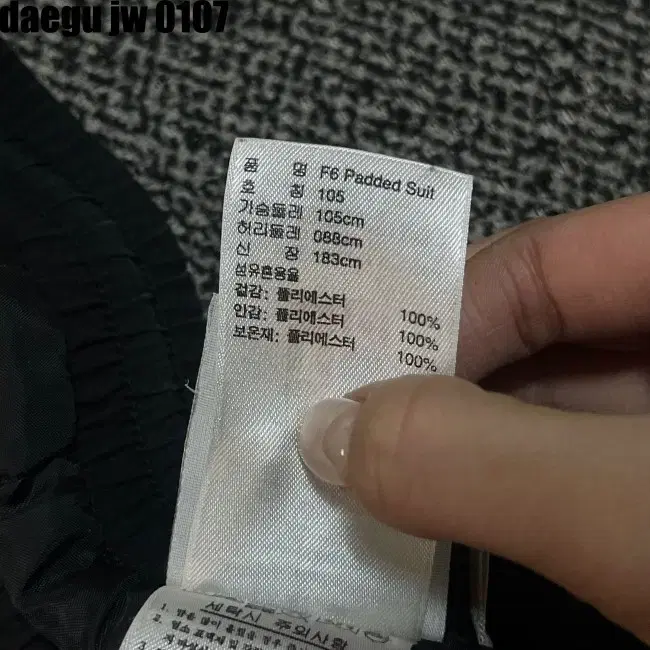 daegu jw 0107
품 명 F6 Padded Suit
호 칭 105
가슴둘레 105cm
허리둘레 088cm
신 장 183cm
섬유혼용율
겉감: 폴리에스터 100%
안감: 폴리에스터 100%
보온재: 폴리에스터 100%
세탁시 주의사항